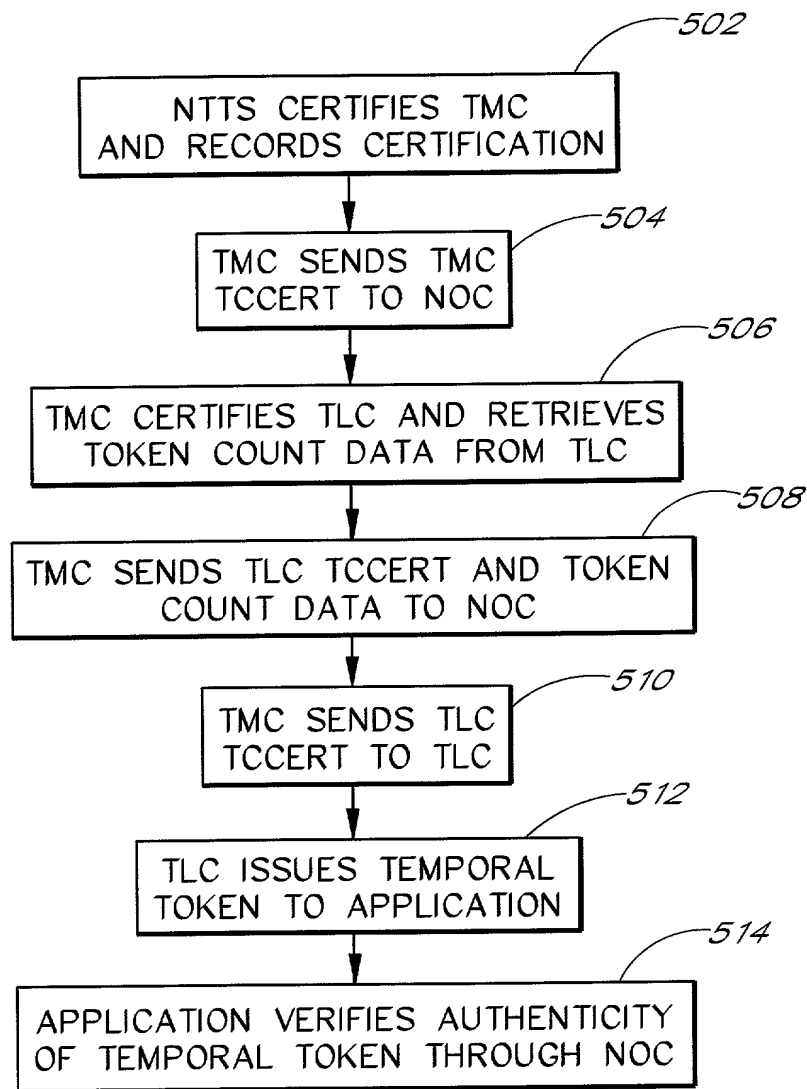 502
NTTS CERTIFIES TMC
AND RECORDS CERTIFICATION
504
TMC SENDS TMC
TCCERT TO NOC
506
TMC CERTIFIES TLC AND RETRIEVES
TOKEN COUNT DATA FROM TLC
508
TMC SENDS TLC TCCERT AND TOKEN
COUNT DATA TO NOC
510
TMC SENDS TLC
TCCERT TO TLC
512
TLC ISSUES TEMPORAL
TOKEN TO APPLICATION
514
APPLICATION VERIFIES AUTHENTICITY
OF TEMPORAL TOKEN THROUGH NOC